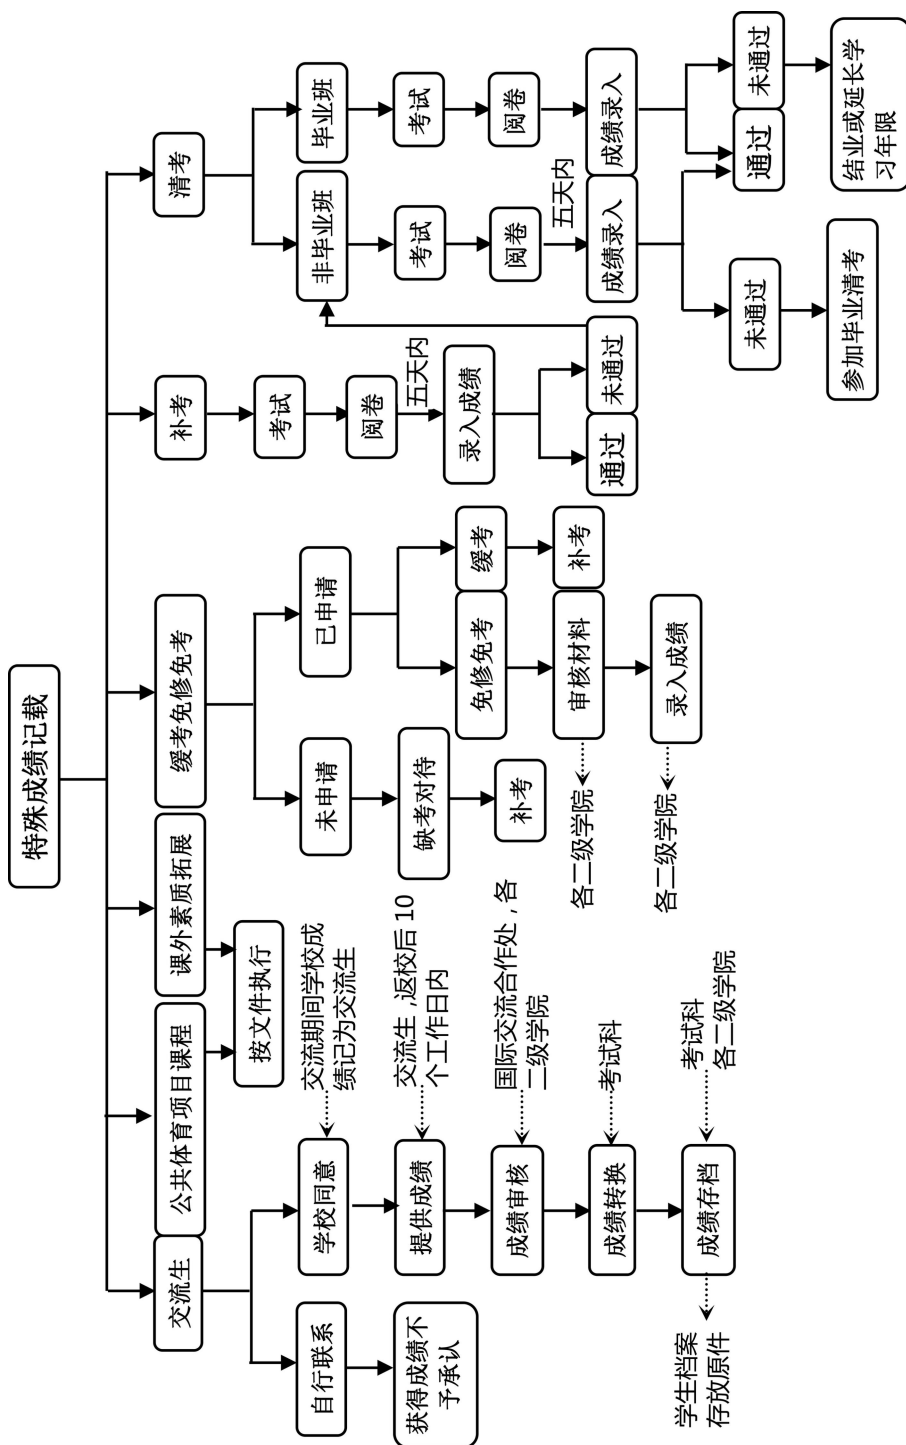 特殊成绩记载
交流生
公共体育项目课程
课外素质拓展
缓考免修免考
补考
清考
自行联系
获得成绩不
予承认
学校同意
交流期间学校成
绩记为交流生
提供成绩
交流生,返校后10
个工作日内
成绩审核
国际交流合作处,各
二级学院
成绩转换
考试科
成绩存档
考试科
各二级学院
学生档案
存放原件
按文件执行
未申请
缺考对待
补考
已申请
免修免考
审核材料
各二级学院
录入成绩
各二级学院
缓考
补考
考试
阅卷
五天内
录入成绩
通过
未通过
非毕业班
考试
阅卷
五天内
成绩录入
未通过
参加毕业清考
毕业班
考试
阅卷
成绩录入
通过
未通过
结业或延长学
习年限